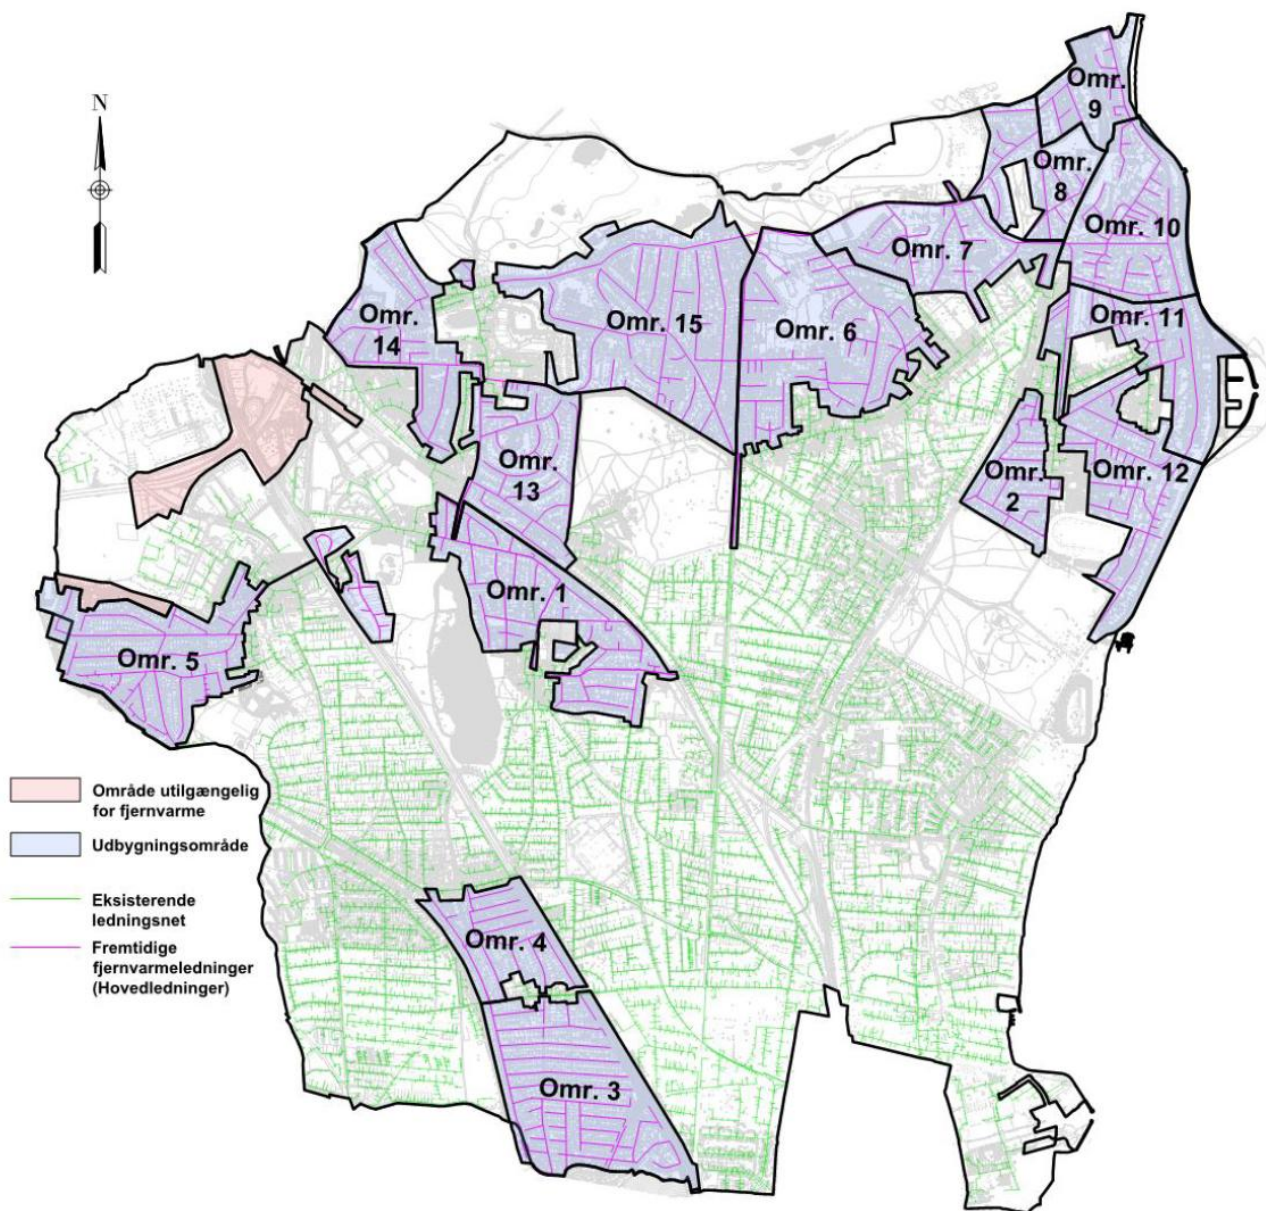 N
Omr.
9
Omr.
8
Omr. 10
Omr. 7
Omr.
14
Omr. 15
Omr. 6
Omr. 11
Omr.
13
Omr.
2
Omr. 12
Omr. 1
Omr. 5
Område utilgængelig
for fjernvarme
Udbygningsområde
Eksisterende
ledningsnet
Fremtidige
fjernvarmeledninger
(Hovedledninger)
Omr. 4
Omr. 3